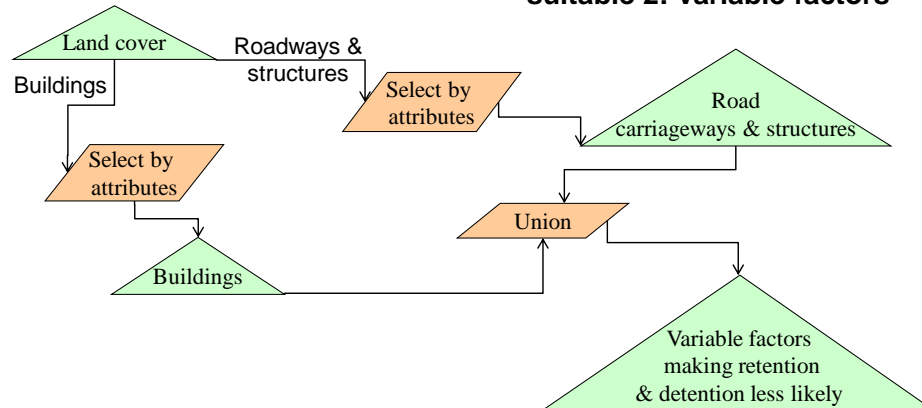 suitable 2: variable factors
Land cover
Roadways &
structures
Buildings
Select by
attributes
Road
carriageways & structures
Select by
attributes
Union
Buildings
Variable factors
making retention
& detention less likely